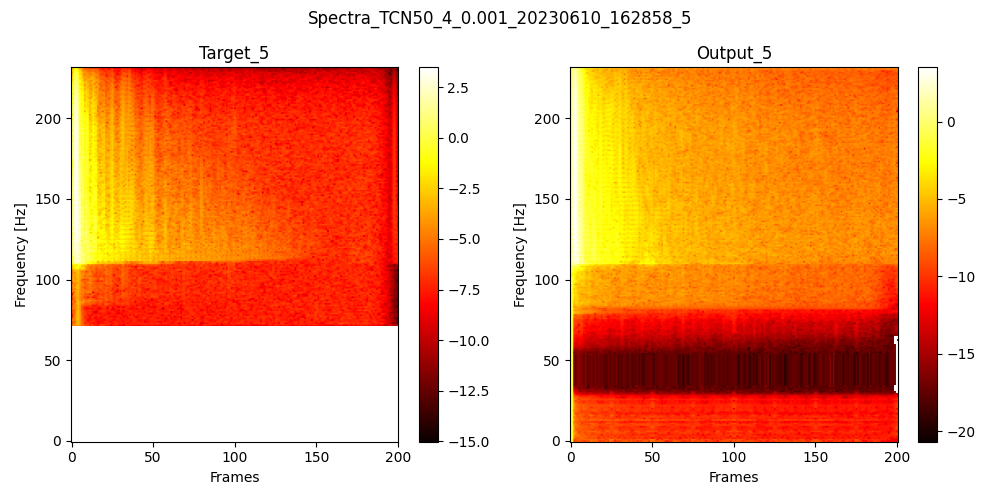 Spectra_TCN50_4_0.001_20230610_162858_5
Target_5
Output_5
Frequency [Hz]
200
150
100
50
0
0 50 100 150 200
Frames
2.5
0.0
−2.5
−5.0
−7.5
−10.0
−12.5
−15.0
Frequency [Hz]
200
150
100
50
0
0 50 100 150 200
Frames
0
−5
−10
−15
−20